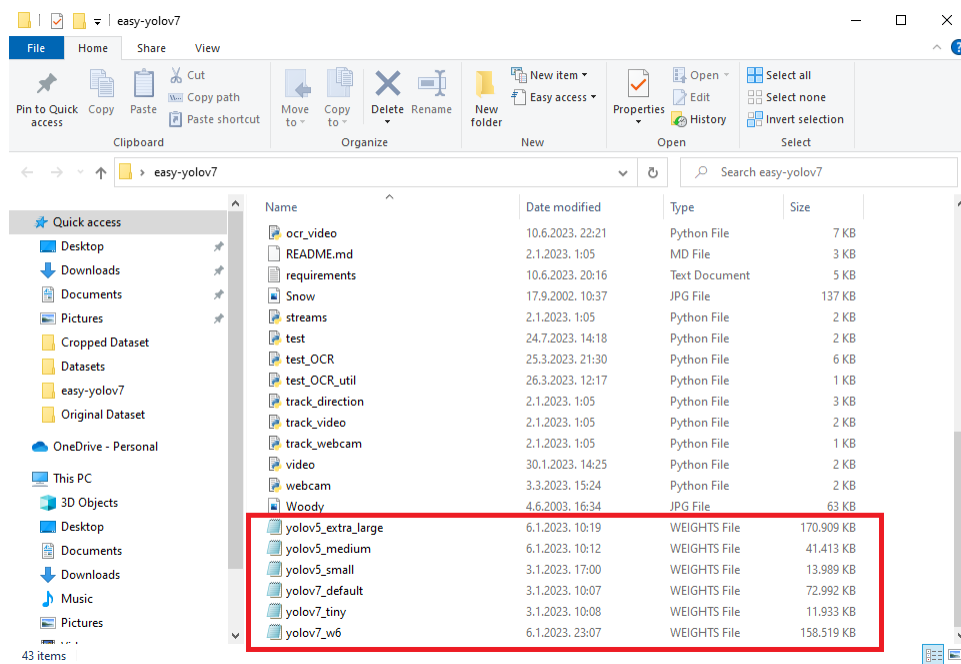 easy-yolov7
File Home Share View
Pin to Quick access
Copy
Paste
Cut
Copy path
Paste shortcut
Clipboard
Move to
Copy to
Delete
Rename
Organize
New folder
New item
Easy access
New
Properties
Open
Edit
History
Open
Select all
Select none
Invert selection
Select
easy-yolov7
Search easy-yolov7
Quick access
Desktop
Downloads
Documents
Pictures
Cropped Dataset
Datasets
easy-yolov7
Original Dataset
OneDrive - Personal
This PC
3D Objects
Desktop
Documents
Downloads
Music
Pictures
Name Date modified Type Size
ocr_video 10.6.2023. 22:21 Python File 7 KB
README.md 2.1.2023. 1:05 MD File 3 KB
requirements 10.6.2023. 20:16 Text Document 5 KB
Snow 17.9.2002. 10:37 JPG File 137 KB
streams 2.1.2023. 1:05 Python File 2 KB
test 24.7.2023. 14:18 Python File 2 KB
test_OCR 25.3.2023. 21:30 Python File 6 KB
test_OCR_util 26.3.2023. 12:17 Python File 1 KB
track_direction 2.1.2023. 1:05 Python File 3 KB
track_video 2.1.2023. 1:05 Python File 2 KB
track_webcam 2.1.2023. 1:05 Python File 2 KB
video 30.1.2023. 14:25 Python File 2 KB
webcam 3.3.2023. 15:24 Python File 2 KB
Woody 4.6.2003. 16:34 JPG File 63 KB
yolov5_extra_large 6.1.2023. 10:19 WEIGHTS File 170.909 KB
yolov5_medium 6.1.2023. 10:12 WEIGHTS File 41.413 KB
yolov5_small 3.1.2023. 17:00 WEIGHTS File 13.989 KB
yolov7_default 3.1.2023. 10:07 WEIGHTS File 72.992 KB
yolov7_tiny 3.1.2023. 10:08 WEIGHTS File 11.933 KB
yolov7_w6 6.1.2023. 23:07 WEIGHTS File 158.519 KB
43 items